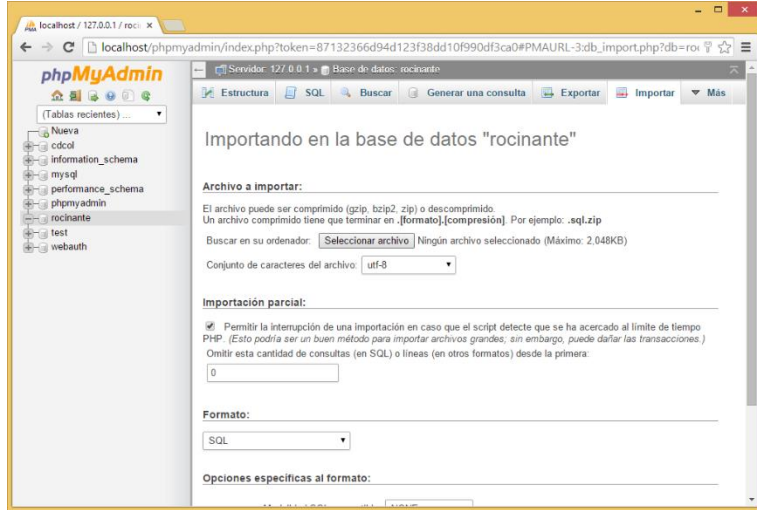 localhost / 127.0.0.1 / roci
localhost/phpmyadmin/index.php?token=87132366d94d123f38dd10f990df3ca0#PMAURL-3:db_import.php?db=ro
phpMyAdmin
(Tablas recientes) ...
Nueva
cdcol
information_schema
mysql
performance_schema
phpmyadmin
rocinante
test
webauth
Servidor: 127.0.0.1 » Base de datos: rocinante
Estructura SQL Buscar Generar una consulta Exportar Importar Más
Importando en la base de datos "rocinante"
Archivo a importar:
El archivo puede ser comprimido (gzip, bzip2, zip) o descomprimido.
Un archivo comprimido tiene que terminar en .[formato].[compresión]. Por ejemplo: .sql.zip
Buscar en su ordenador: Seleccionar archivo Ningún archivo seleccionado (Máximo: 2,048KB)
Conjunto de caracteres del archivo: utf-8
Importación parcial:
Permitir la interrupción de una importación en caso que el script detecte que se ha acercado al límite de tiempo
PHP. (Esto podría ser un buen método para importar archivos grandes; sin embargo, puede dañar las transacciones.)
Omitir esta cantidad de consultas (en SQL) o líneas (en otros formatos) desde la primera:
0
Formato:
SQL
Opciones específicas al formato: